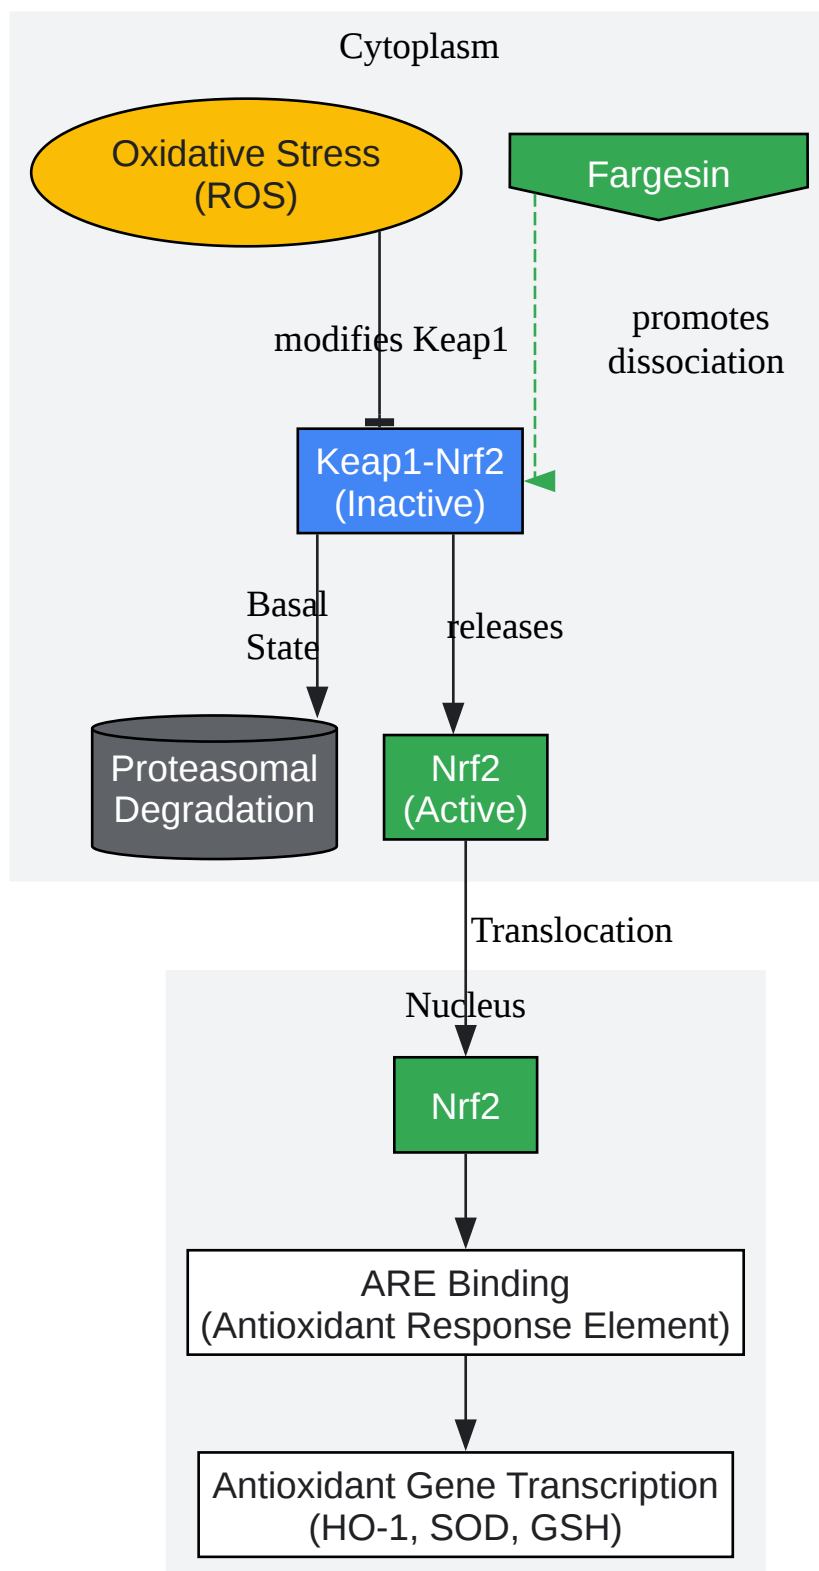 Cytoplasm
Oxidative Stress
(ROS)
Fargesin
modifies Keap1
promotes
dissociation
Keap1-Nrf2
(Inactive)
Basal
State
releases
Proteasomal
Degradation
Nrf2
(Active)
Translocation
Nucleus
Nrf2
ARE Binding
(Antioxidant Response Element)
Antioxidant Gene Transcription
(HO-1, SOD, GSH)